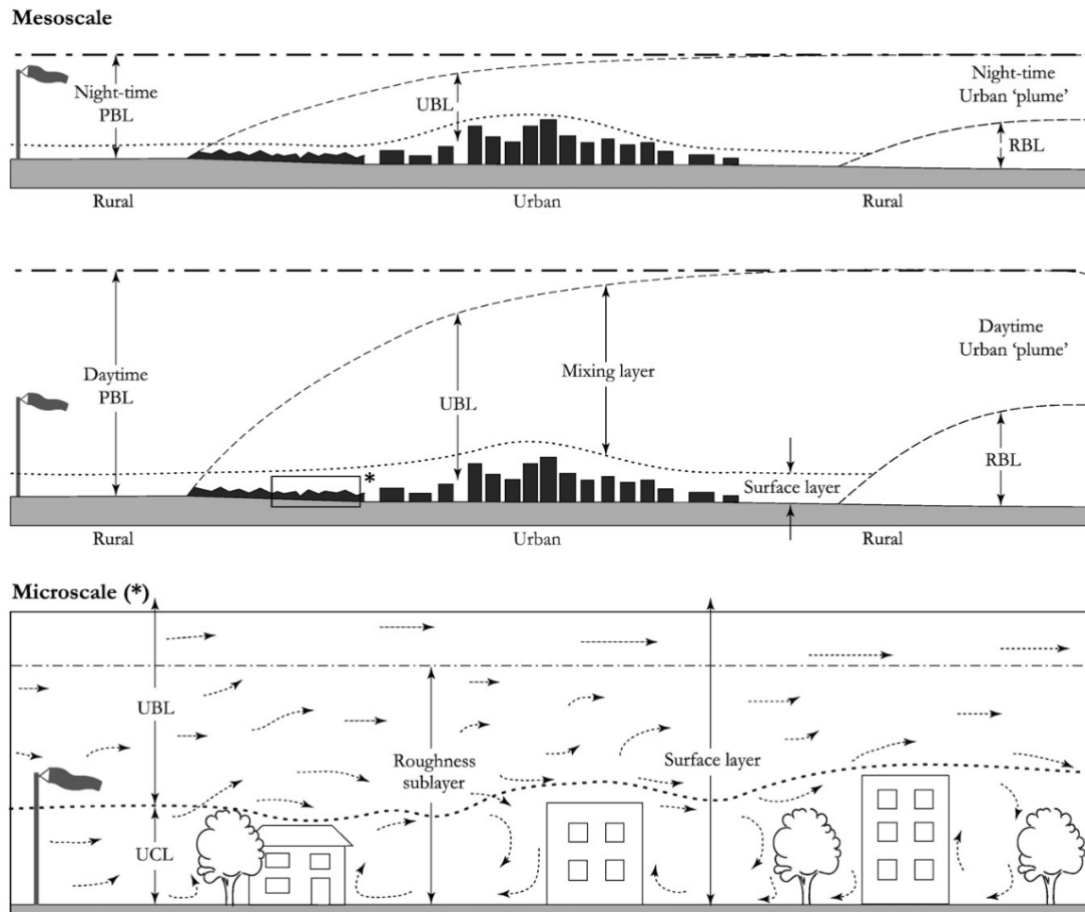 Mesoscale
Night-time
PBL
UBL
Night-time
Urban ‘plume’
RBL
Rural
Urban
Rural
Daytime
PBL
UBL
Mixing layer
Daytime
Urban ‘plume’
RBL
*
Surface layer
Rural
Urban
Rural
Microscale (*)
UBL
Roughness
sublayer
Surface layer
UCL